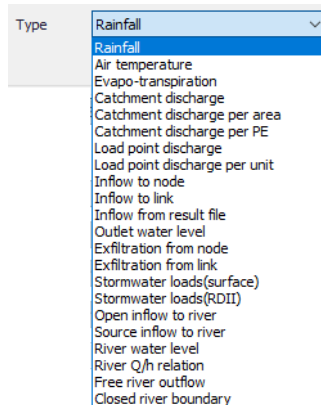 Type Rainfall
Rainfall
Air temperature
Evapo-transpiration
Catchment discharge
Catchment discharge per area
Catchment discharge per PE
Load point discharge
Load point discharge per unit
Inflow to node
Inflow to link
Inflow from result file
Outlet water level
Exfiltration from node
Exfiltration from link
Stormwater loads(surface)
Stormwater loads(RDII)
Open inflow to river
Source inflow to river
River water level
River Q/h relation
Free river outflow
Closed river boundary